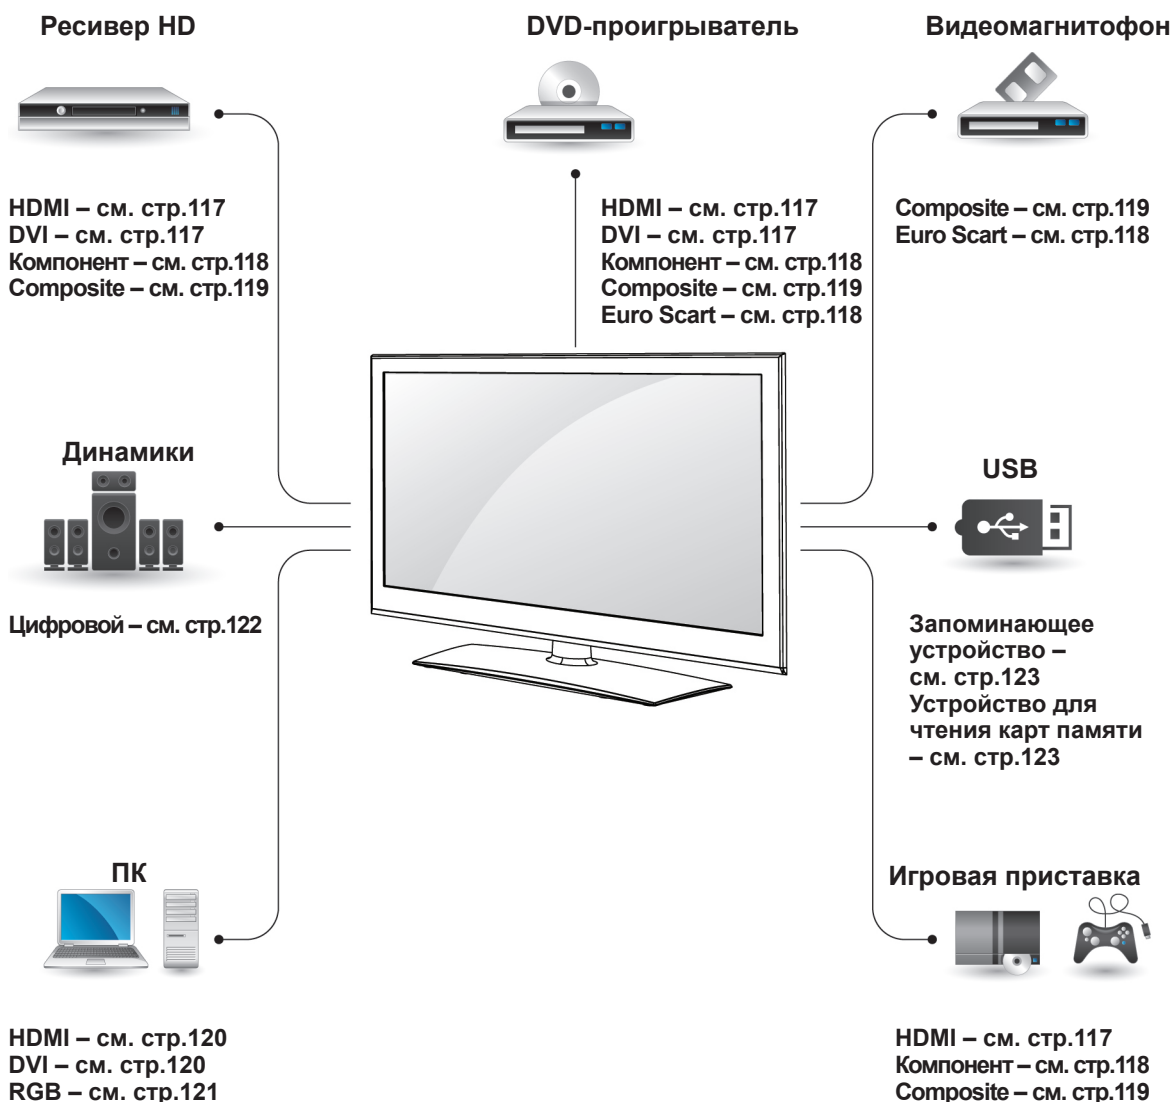 Ресивер HD
HDMI – см. стр.117
DVI – см. стр.117
Компонент – см. стр.118
Composite – см. стр.119
DVD-проигрыватель
HDMI – см. стр.117
DVI – см. стр.117
Компонент – см. стр.118
Composite – см. стр.119
Euro Scart – см. стр.118
Видеомагнитофон
Composite – см. стр.119
Euro Scart – см. стр.118
Динамики
Цифровой – см. стр.122
USB
Запоминающее
устройство –
см. стр.123
Устройство для
чтения карт памяти
– см. стр.123
ПК
HDMI – см. стр.120
DVI – см. стр.120
RGB – см. стр.121
Игровая приставка
HDMI – см. стр.117
Компонент – см. стр.118
Composite – см. стр.119